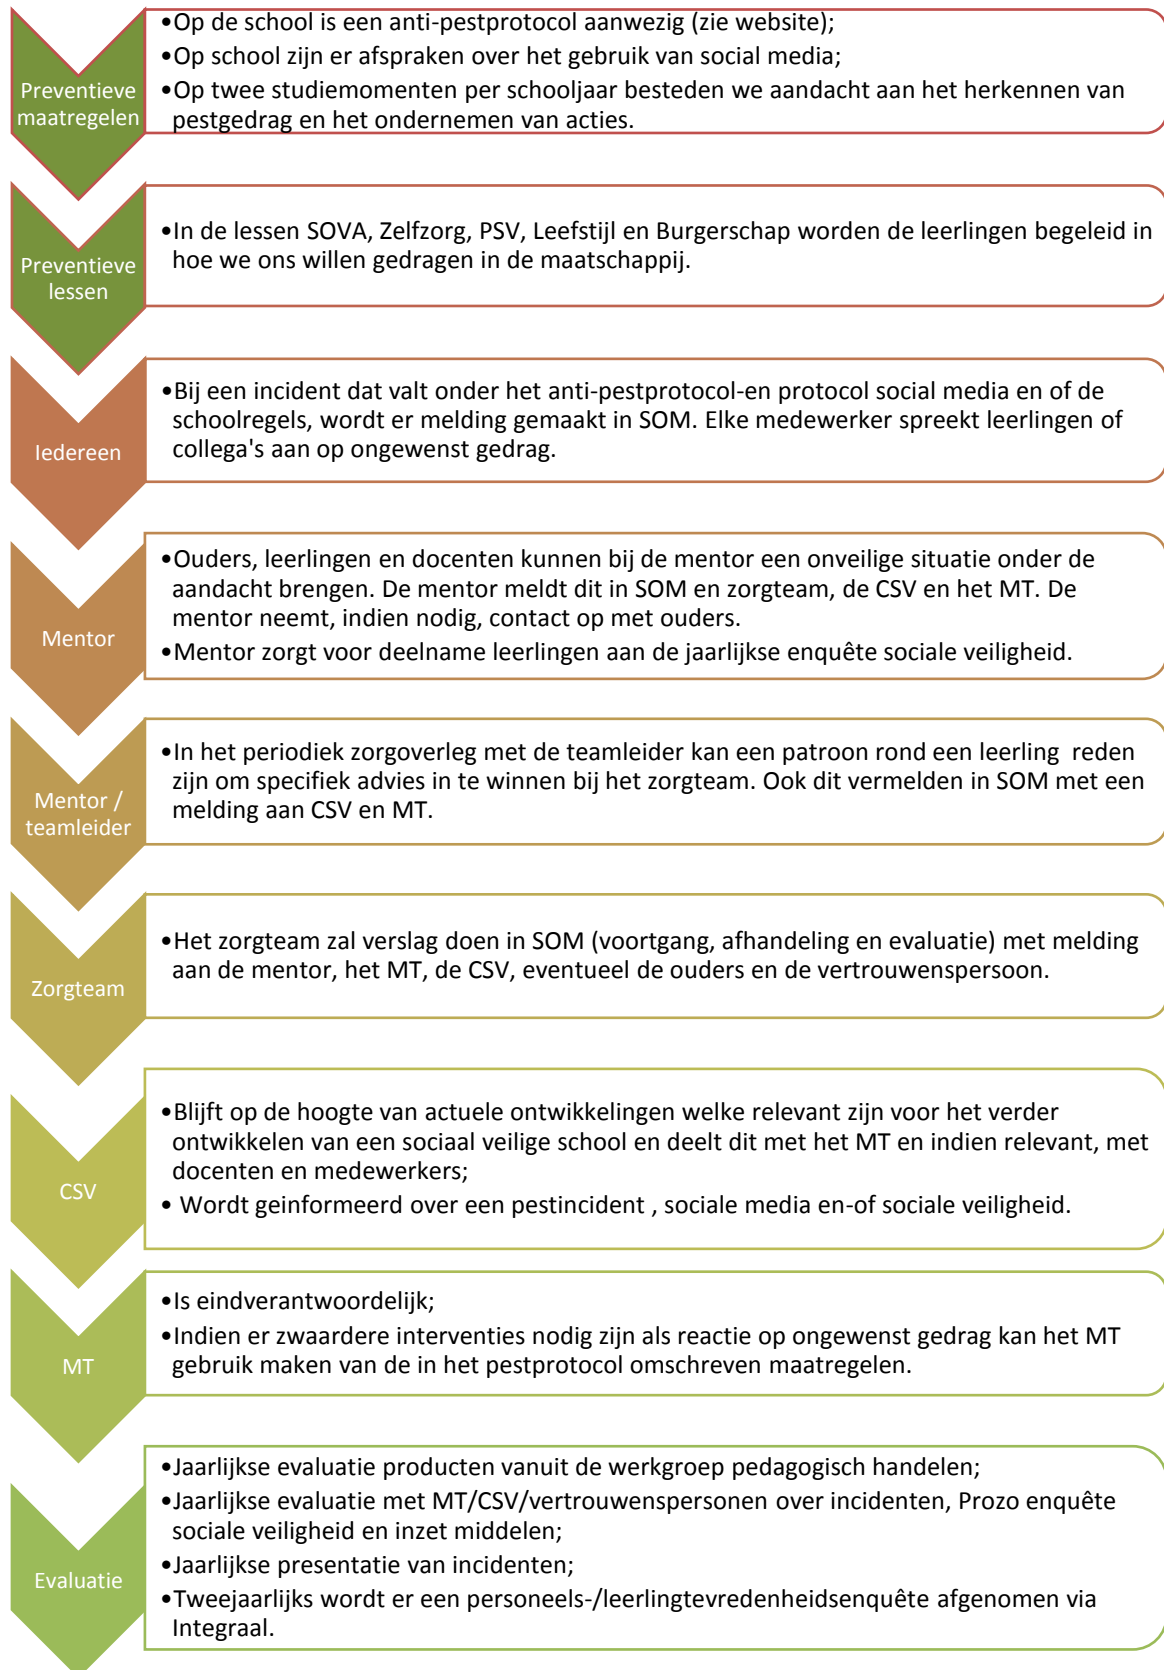 Preventieve
maatregelen
•Op de school is een anti-pestprotocol aanwezig (zie website);
•Op school zijn er afspraken over het gebruik van social media;
•Op twee studiemomenten per schooljaar besteden we aandacht aan het herkennen van
pestgedrag en het ondernemen van acties.
Preventieve
lessen
•In de lessen SOVA, Zelfzorg, PSV, Leefstijl en Burgerschap worden de leerlingen begeleid in
hoe we ons willen gedragen in de maatschappij.
Iedereen
•Bij een incident dat valt onder het anti-pestprotocol-en protocol social media en of de
schoolregels, wordt er melding gemaakt in SOM. Elke medewerker spreekt leerlingen of
collega's aan op ongewenst gedrag.
Mentor
•Ouders, leerlingen en docenten kunnen bij de mentor een onveilige situatie onder de
aandacht brengen. De mentor meldt dit in SOM en zorgteam, de CSV en het MT. De
mentor neemt, indien nodig, contact op met ouders.
•Mentor zorgt voor deelname leerlingen aan de jaarlijkse enquête sociale veiligheid.
Mentor /
teamleider
•In het periodiek zorgoverleg met de teamleider kan een patroon rond een leerling  reden
zijn om specifiek advies in te winnen bij het zorgteam. Ook dit vermelden in SOM met een
melding aan CSV en MT.
Zorgteam
•Het zorgteam zal verslag doen in SOM (voortgang, afhandeling en evaluatie) met melding
aan de mentor, het MT, de CSV, eventueel de ouders en de vertrouwenspersoon.
CSV
•Blijft op de hoogte van actuele ontwikkelingen welke relevant zijn voor het verder
ontwikkelen van een sociaal veilige school en deelt dit met het MT en indien relevant, met
docenten en medewerkers;
• Wordt geinformeerd over een pestincident , sociale media en-of sociale veiligheid.
MT
•Is eindverantwoordelijk;
•Indien er zwaardere interventies nodig zijn als reactie op ongewenst gedrag kan het MT
gebruik maken van de in het pestprotocol omschreven maatregelen.
Evaluatie
•Jaarlijkse evaluatie producten vanuit de werkgroep pedagogisch handelen;
•Jaarlijkse evaluatie met MT/CSV/vertrouwenspersonen over incidenten, Prozo enquête
sociale veiligheid en inzet middelen;
•Jaarlijkse presentatie van incidenten;
•Tweejaarlijks wordt er een personeels-/leerlingtevredenheidsenquête afgenomen via
Integraal.